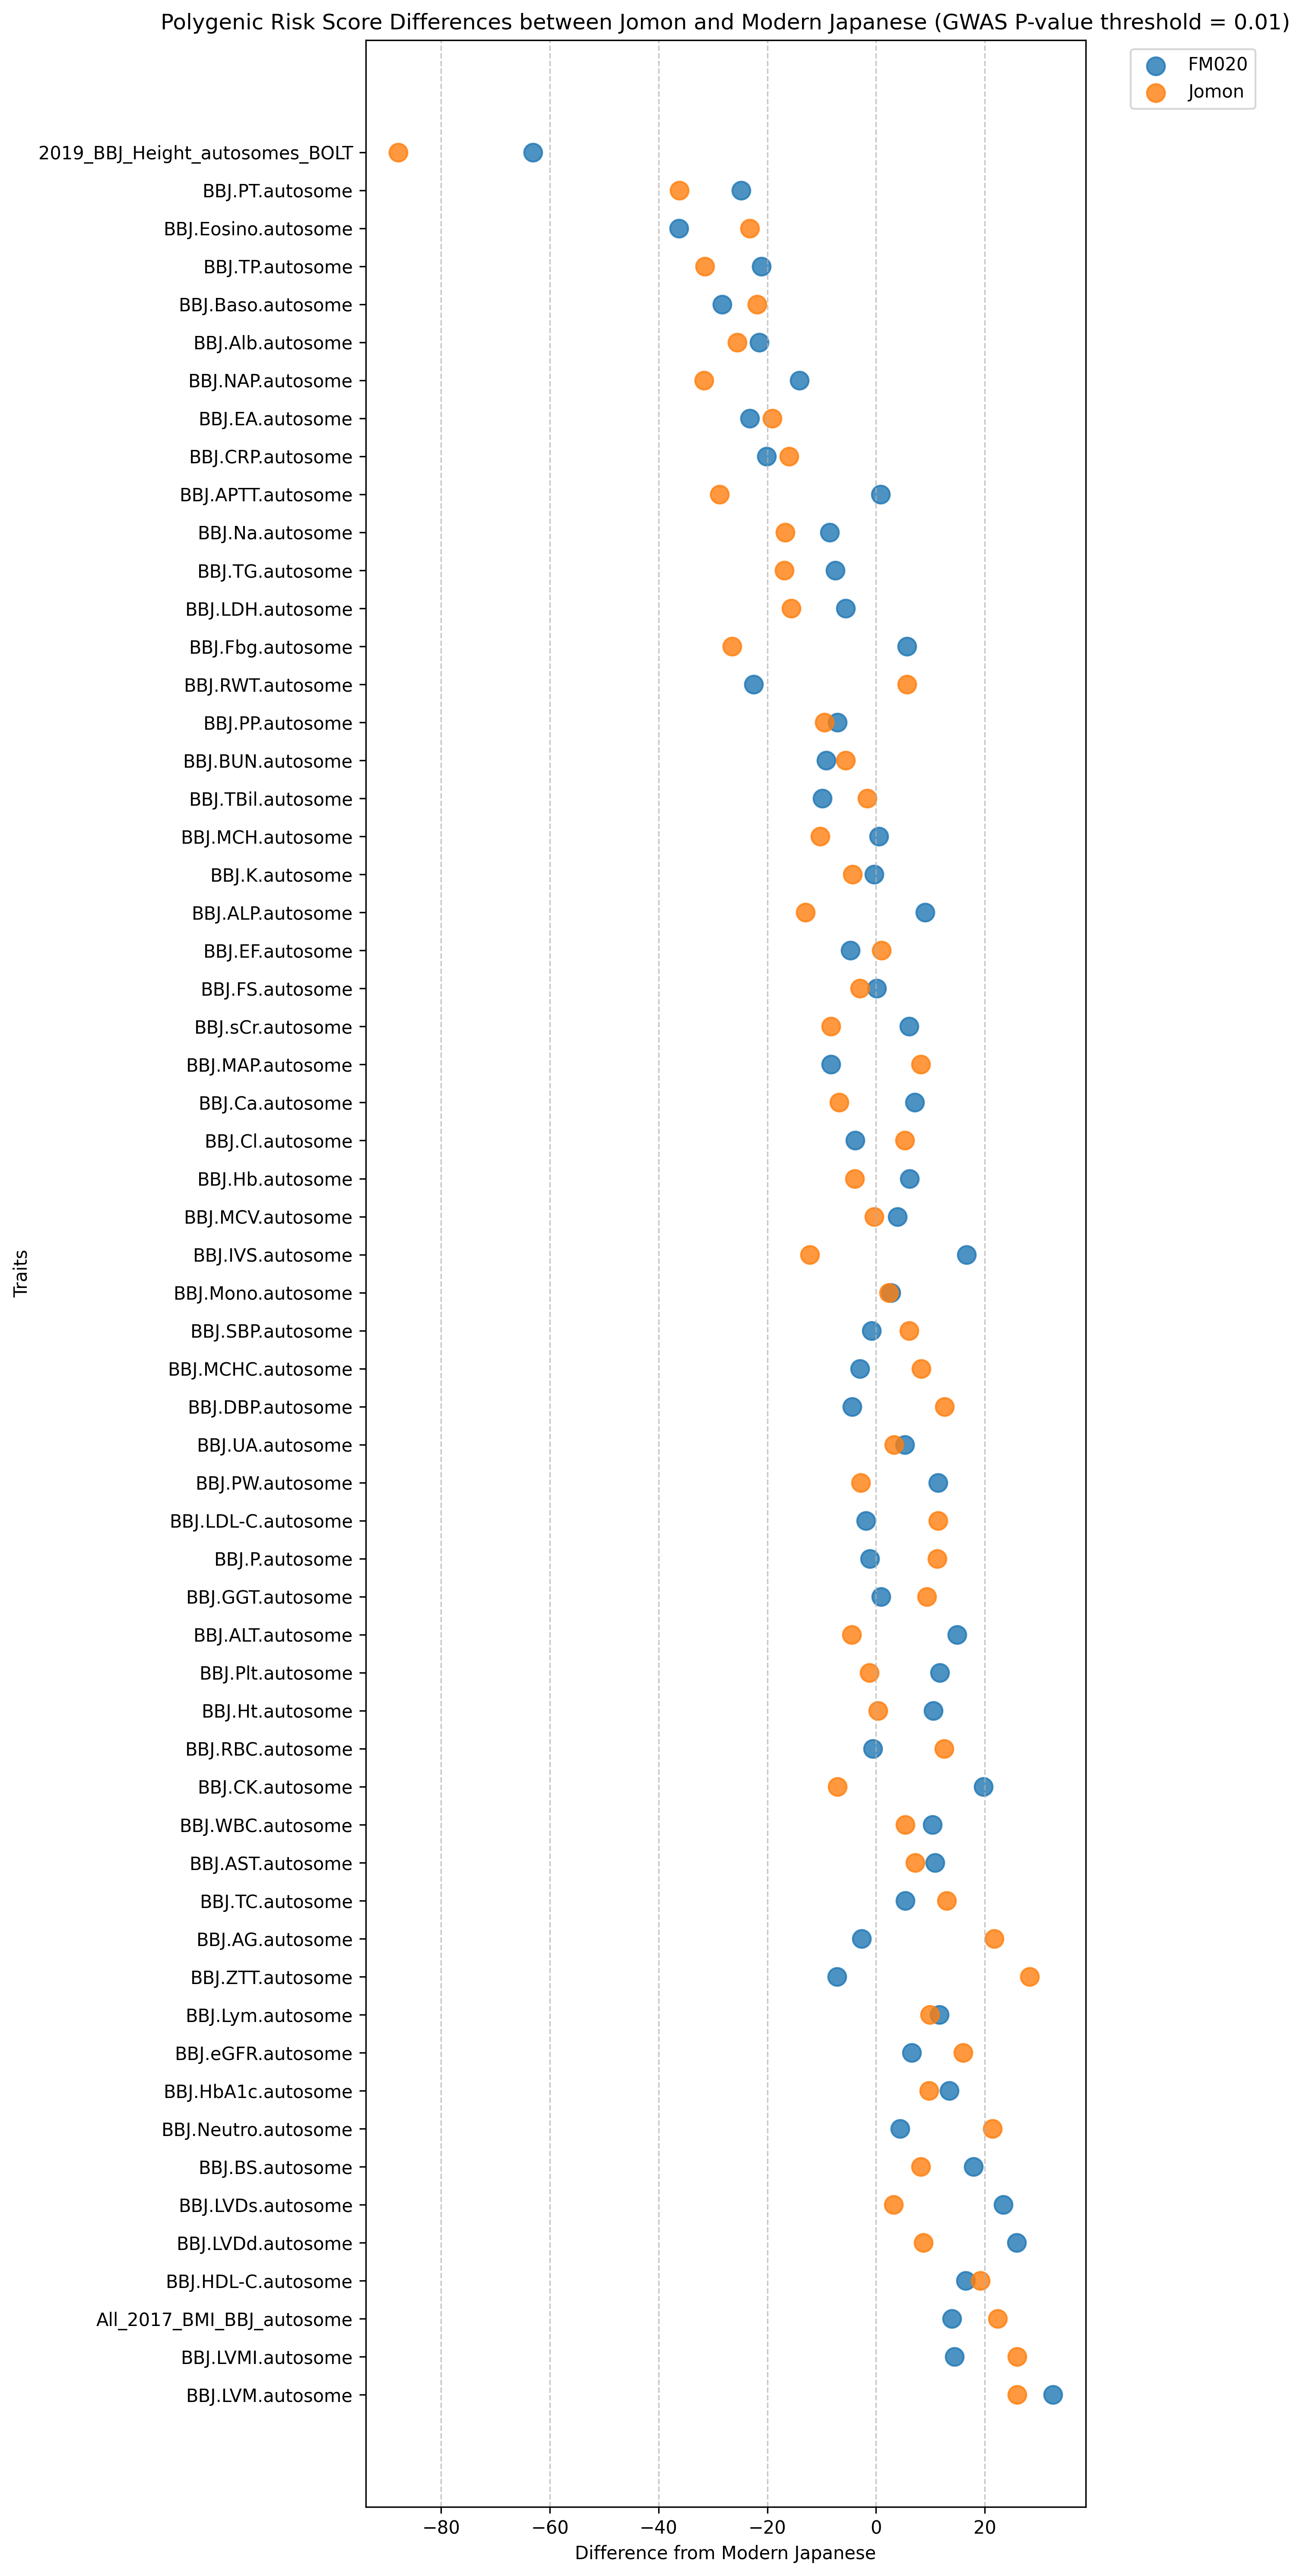 Polygenic Risk Score Differences between Jomon and Modern Japanese (GWAS P-value threshold = 0.01)
FM020
Jomon
2019_BBJ_Height_autosomes_BOLT
BBJ.PT.autosome
BBJ.Eosino.autosome
BBJ.TP.autosome
BBJ.Baso.autosome
BBJ.Alb.autosome
BBJ.NAP.autosome
BBJ.EA.autosome
BBJ.CRP.autosome
BBJ.APTT.autosome
BBJ.Na.autosome
BBJ.TG.autosome
BBJ.LDH.autosome
BBJ.Fbg.autosome
BBJ.RWT.autosome
BBJ.PP.autosome
BBJ.BUN.autosome
BBJ.TBil.autosome
BBJ.MCH.autosome
BBJ.K.autosome
BBJ.ALP.autosome
BBJ.EF.autosome
BBJ.FS.autosome
BBJ.sCr.autosome
BBJ.MAP.autosome
BBJ.Ca.autosome
BBJ.Cl.autosome
BBJ.Hb.autosome
BBJ.MCV.autosome
BBJ.IVS.autosome
Traits
BBJ.Mono.autosome
BBJ.SBP.autosome
BBJ.MCHC.autosome
BBJ.DBP.autosome
BBJ.UA.autosome
BBJ.PW.autosome
BBJ.LDL-C.autosome
BBJ.P.autosome
BBJ.GGT.autosome
BBJ.ALT.autosome
BBJ.Plt.autosome
BBJ.Ht.autosome
BBJ.RBC.autosome
BBJ.CK.autosome
BBJ.WBC.autosome
BBJ.AST.autosome
BBJ.TC.autosome
BBJ.AG.autosome
BBJ.ZTT.autosome
BBJ.Lym.autosome
BBJ.eGFR.autosome
BBJ.HbA1c.autosome
BBJ.Neutro.autosome
BBJ.BS.autosome
BBJ.LVDs.autosome
BBJ.LVDd.autosome
BBJ.HDL-C.autosome
All_2017_BMI_BBJ_autosome
BBJ.LVMI.autosome
BBJ.LVM.autosome
−80 −60 −40 −20 0 20
Difference from Modern Japanese